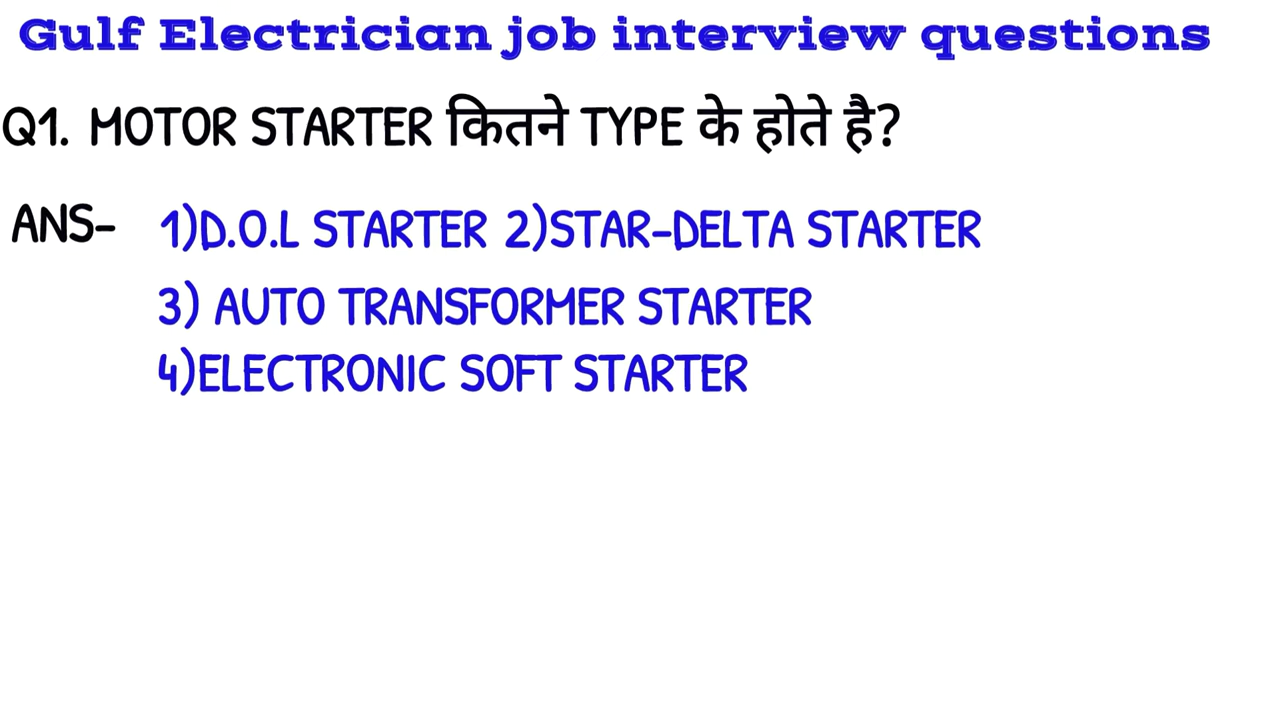 Gulf Electrician job interview questions
Q1. MOTOR STARTER कितने TYPE के होते है?
ANS- 1)D.O.L STARTER 2)STAR-DELTA STARTER
3) AUTO TRANSFORMER STARTER
4)ELECTRONIC SOFT STARTER